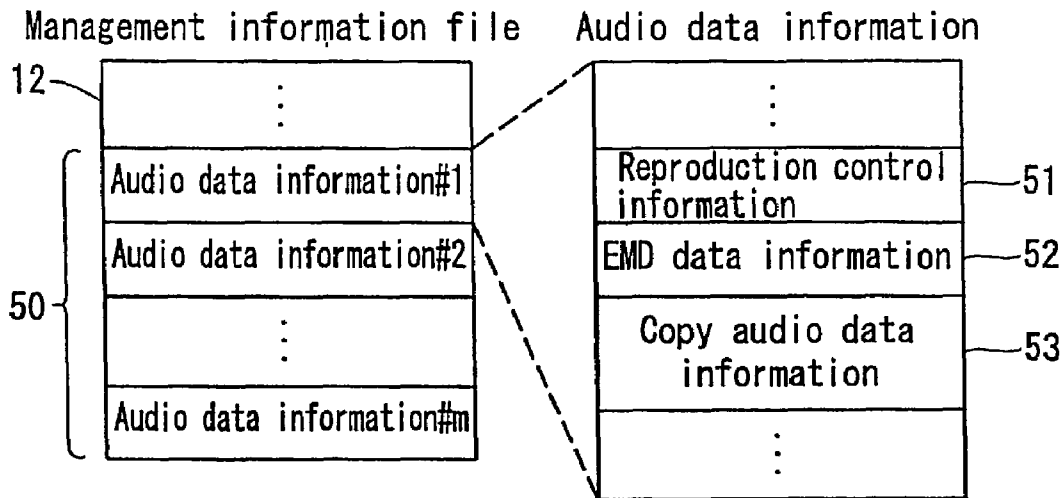 Management information file
12
⋮
Audio data information#1
Audio data information#2
50
⋮
Audio data information#m
Audio data information
⋮
Reproduction control
information
51
EMD data information
52
Copy audio data
information
53
⋮